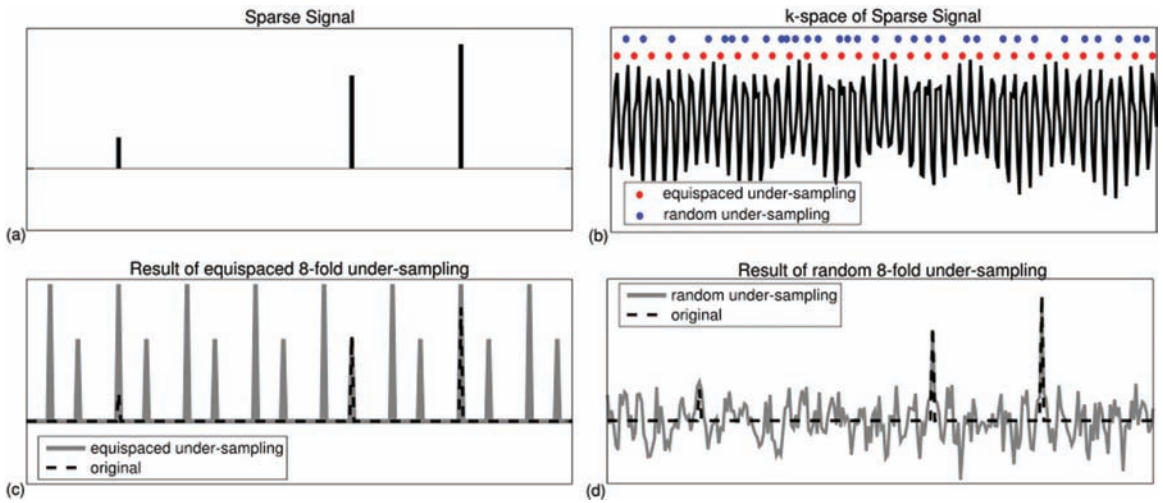 Sparse Signal
(a)
k-space of Sparse Signal
equispaced under-sampling
random under-sampling
(b)
Result of equispaced 8-fold under-sampling
equispaced under-sampling
original
(c)
Result of random 8-fold under-sampling
random under-sampling
original
(d)